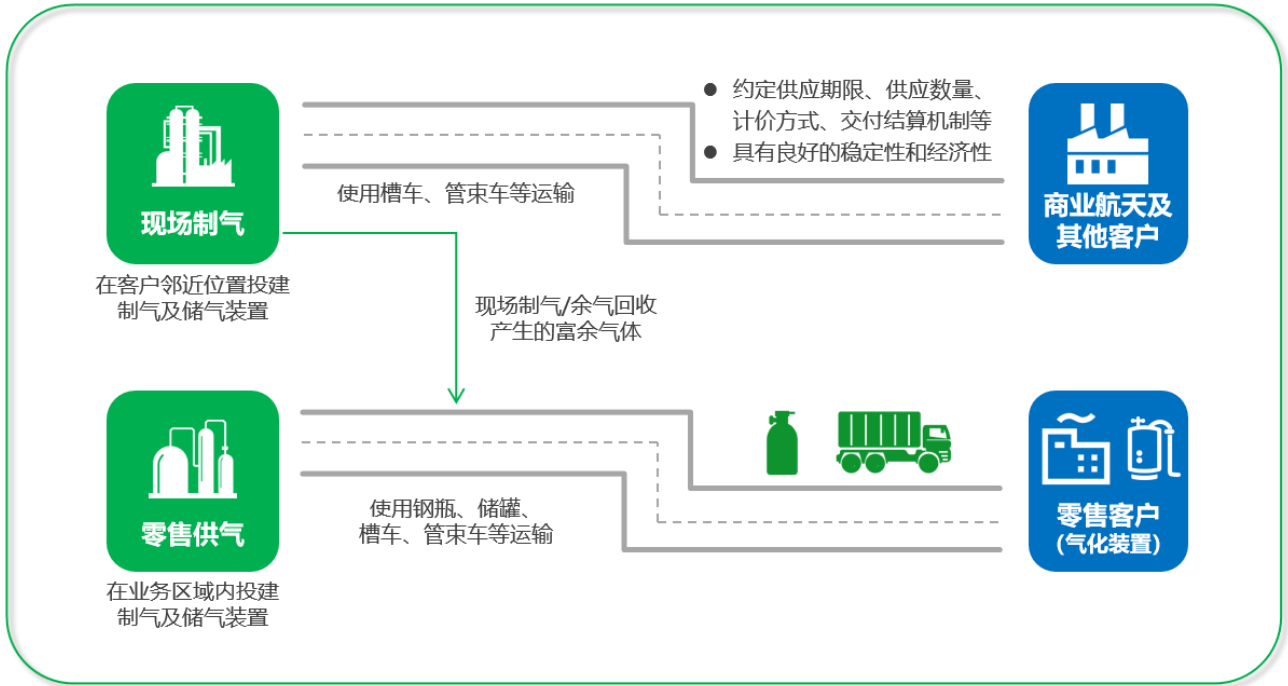 现场制气
在客户邻近位置投建
制气及储气装置
使用槽车、管束车等运输
● 约定供应期限、供应数量、
计价方式、交付结算机制等
● 具有良好的稳定性和经济性
商业航天及
其他客户
现场制气/余气回收
产生的富余气体
零售供气
在业务区域内投建
制气及储气装置
使用钢瓶、储罐、
槽车、管束车等运输
零售客户
(气化装置)